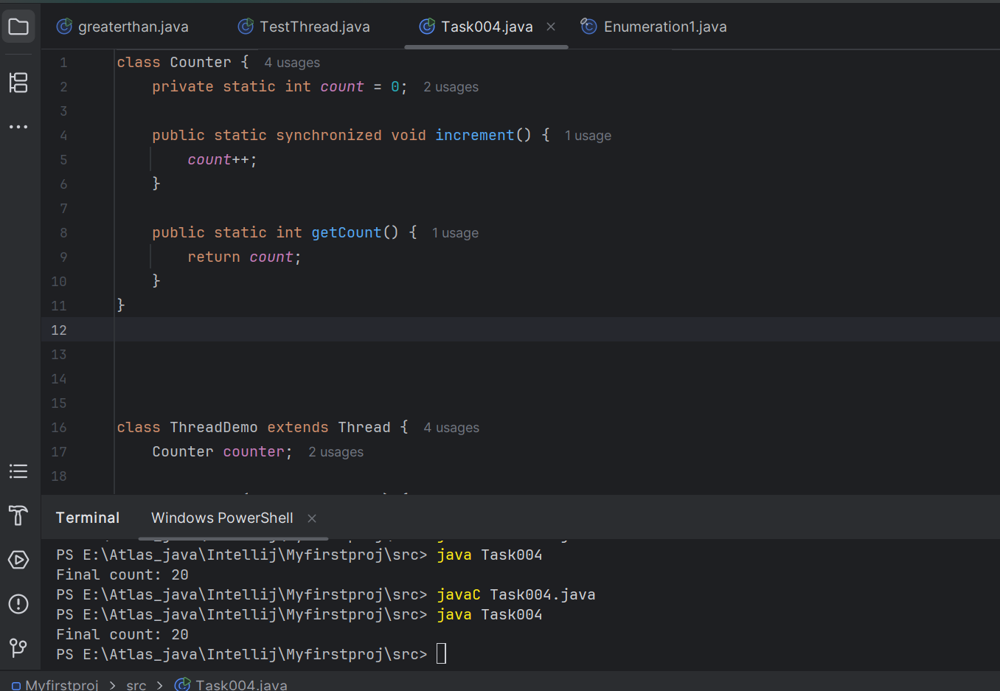 greaterthan.java TestThread.java Task004.java Enumeration1.java
1 class Counter { 4 usages
2 private static int count = 0; 2 usages
3
4 public static synchronized void increment() { 1 usage
5 count++;
6 }
7
8 public static int getCount() { 1 usage
9 return count;
10 }
11 }
12
13
14
15
16 class ThreadDemo extends Thread { 4 usages
17 Counter counter; 2 usages
18
Terminal Windows PowerShell
PS E:\Atlas_java\Intellij\Myfirstproj\src> java Task004
Final count: 20
PS E:\Atlas_java\Intellij\Myfirstproj\src> javaC Task004.java
PS E:\Atlas_java\Intellij\Myfirstproj\src> java Task004
Final count: 20
PS E:\Atlas_java\Intellij\Myfirstproj\src>
Myfirstproj > src > Task004.java